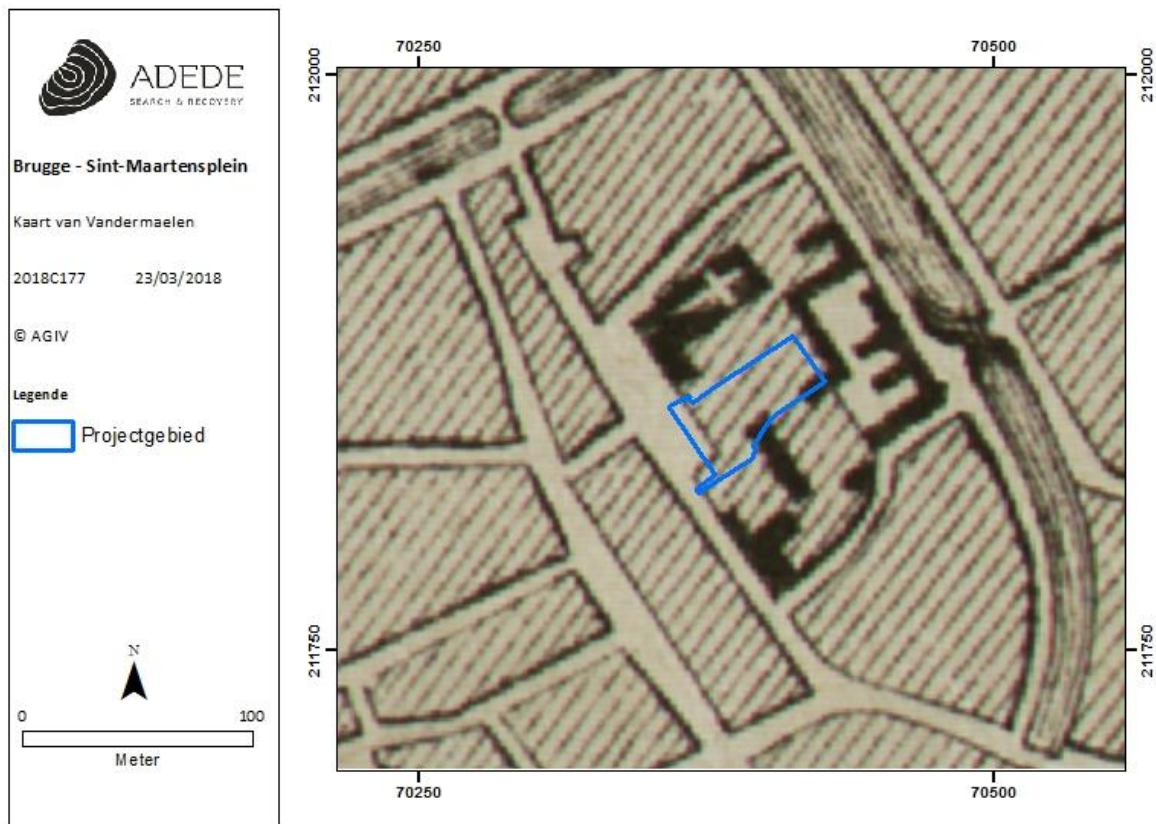 ADEDE
SEARCH & RECOVERY
Brugge - Sint-Maartensplein
Kaart van Vandermaelen
2018C177 23/03/2018
© AGIV
Legende
Projectgebied
N
0 100
Meter
70250 70500
212000 212000
211750 211750
70250 70500